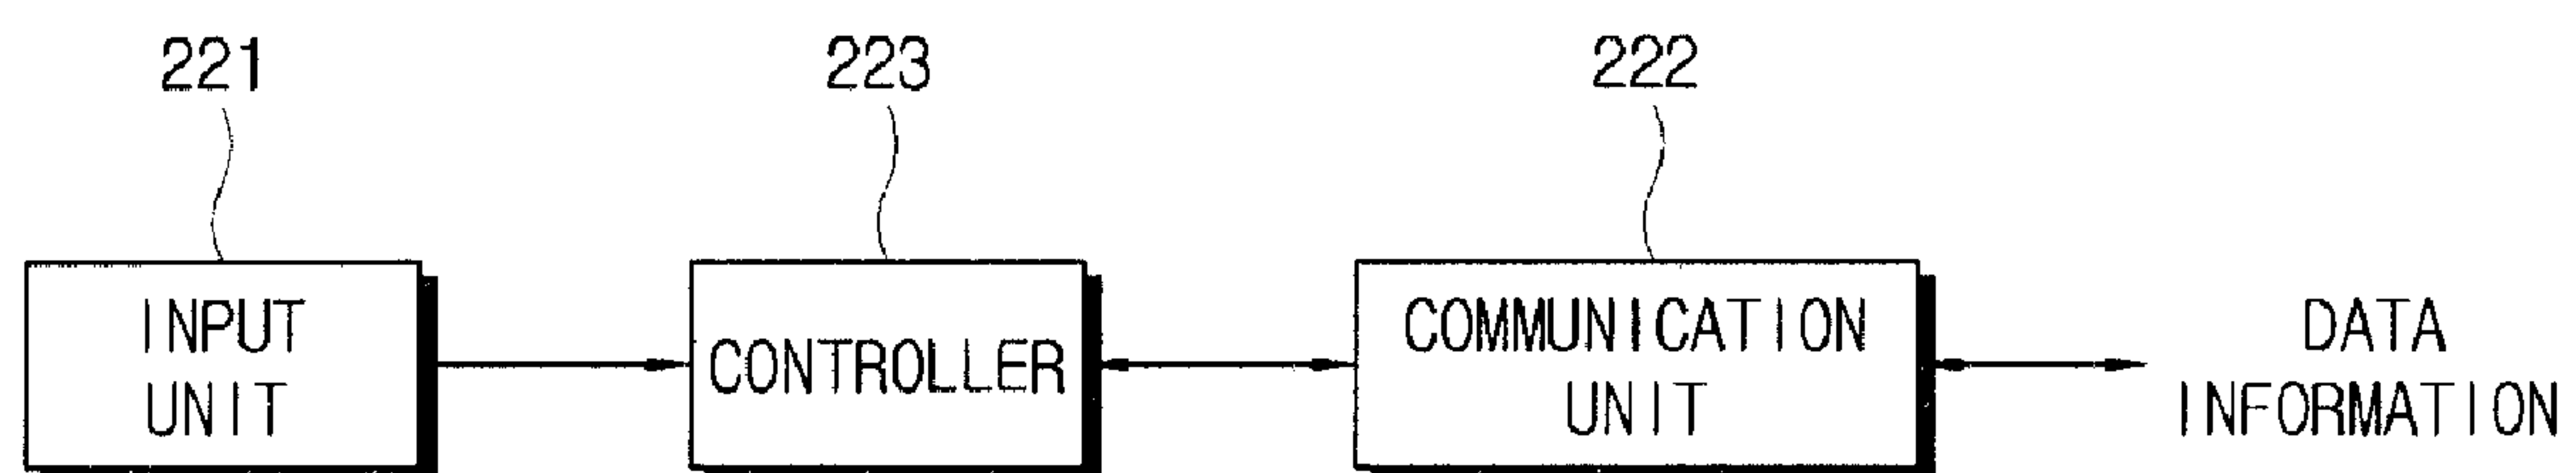 221
223
222
INPUT
UNIT
CONTROLLER
COMMUNICATION
UNIT
DATA
INFORMATION